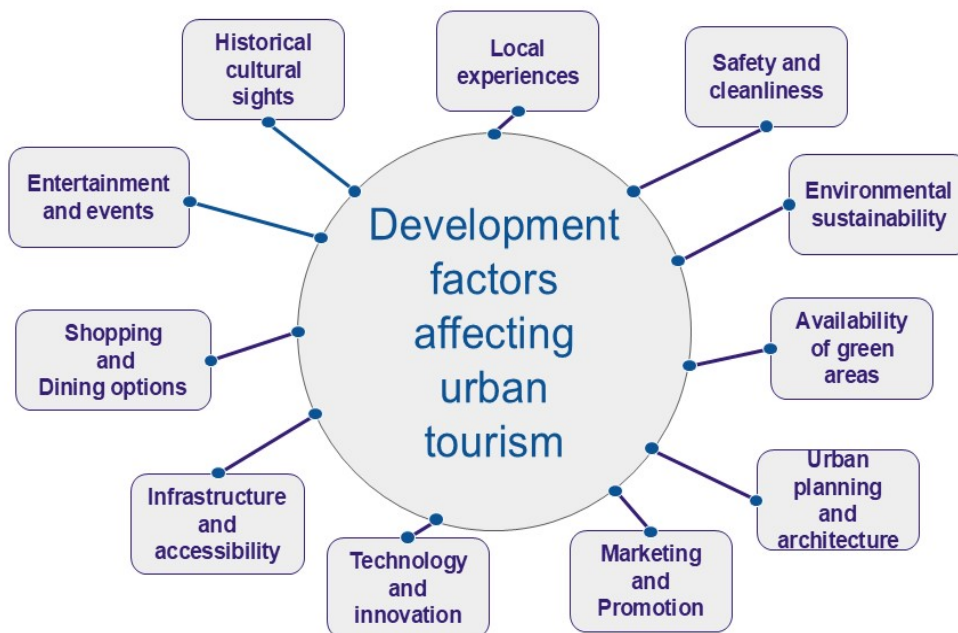 Historical
cultural
sights
Local
experiences
Safety and
cleanliness
Entertainment
and events
Environmental
sustainability
Development
factors
affecting
urban
tourism
Shopping
and
Dining options
Availability
of green
areas
Infrastructure
and
accessibility
Urban
planning
and
architecture
Technology
and
innovation
Marketing
and
Promotion